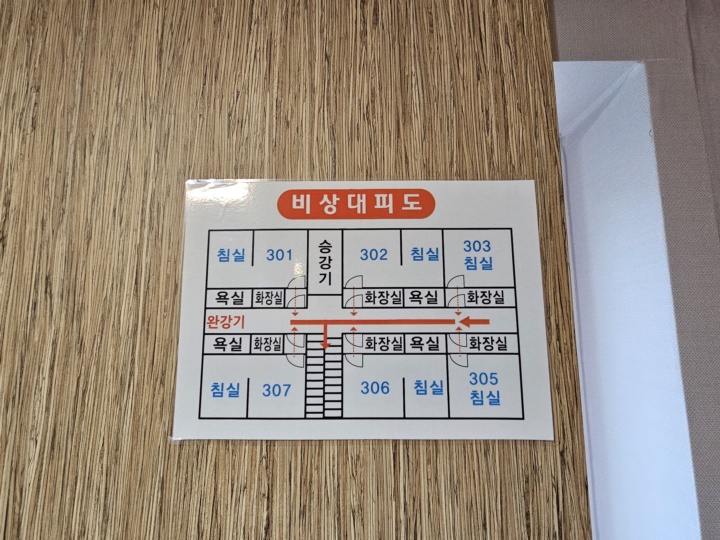 비상대피도
침실 301 승강기 302 침실 303 침실
욕실 화장실 화장실 욕실 화장실
완강기
욕실 화장실 화장실 욕실 화장실
침실 307 306 침실 305 침실